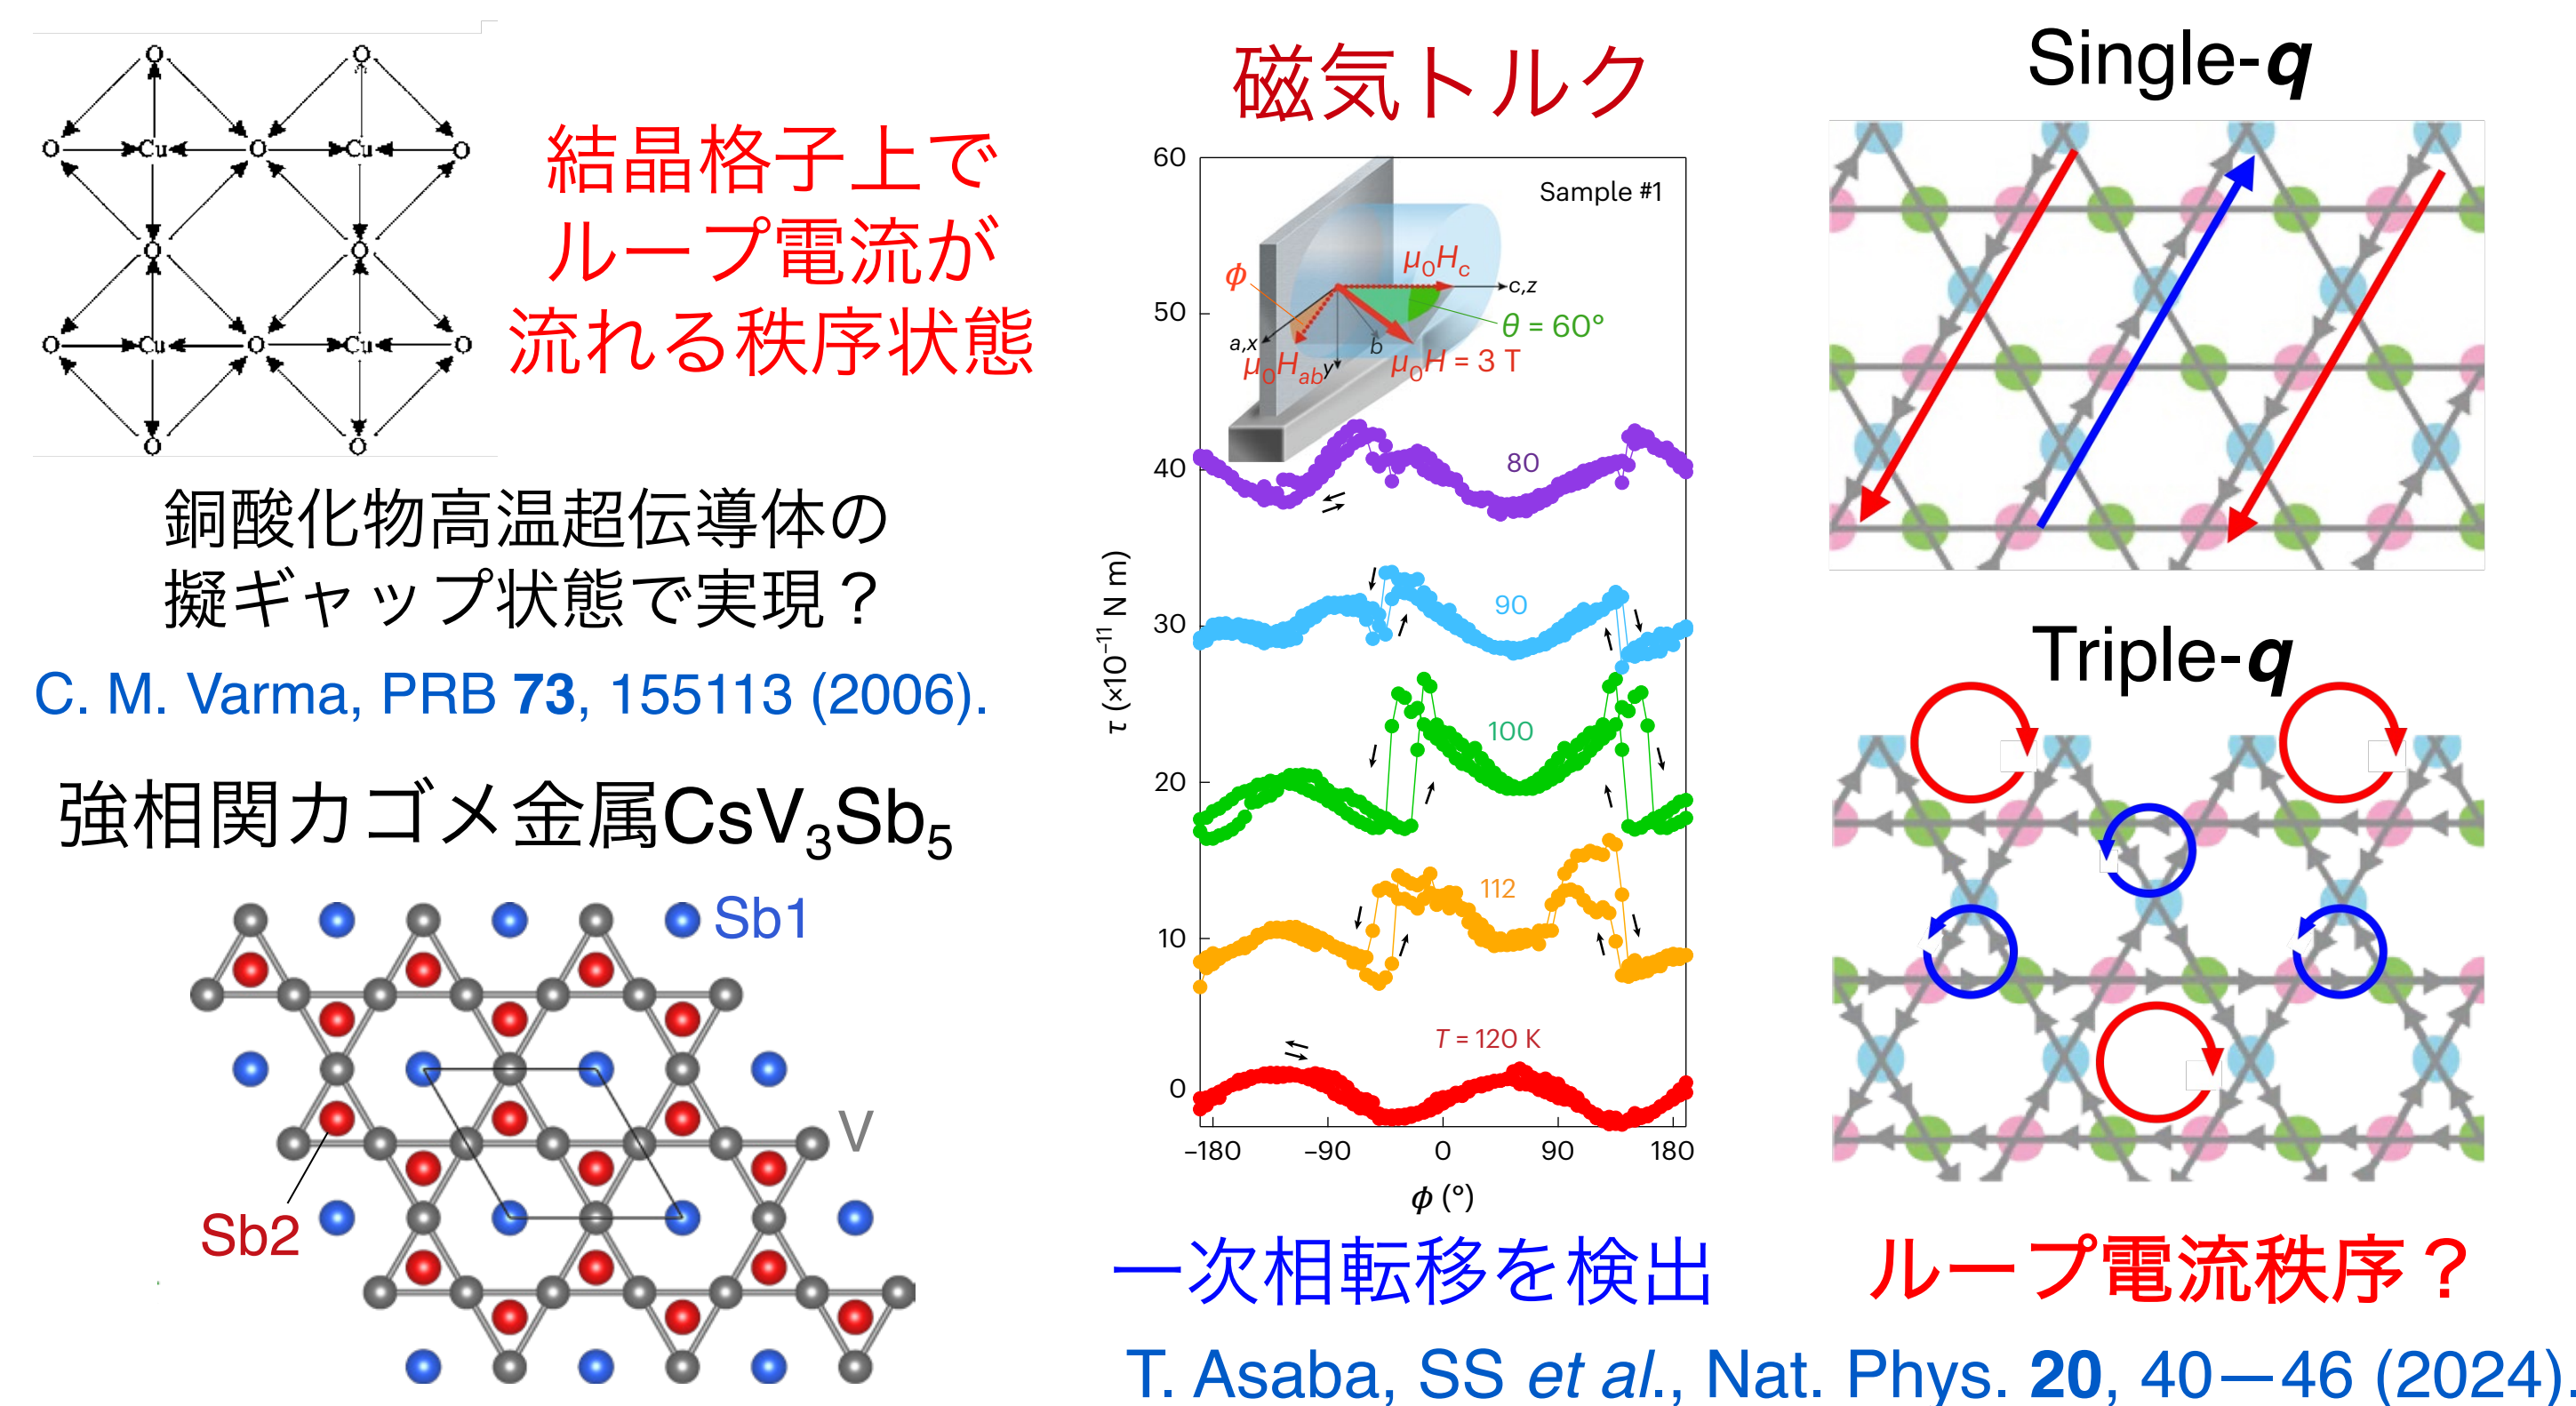 O O
O Cu O Cu O
O O
O Cu O Cu O
O O
結晶格子上で
ループ電流が
流れる秩序状態
銅酸化物高温超伝導体の
擬ギャップ状態で実現？
C. M. Varma, PRB 73, 155113 (2006).
強相関カゴメ金属CsV₃Sb₅
Sb1
V
Sb2
磁気トルク
60
50
40
30
20
10
0
τ (×10⁻¹¹ N m)
Sample #1
ϕ
μ₀H_c
c,z
θ = 60°
a,x
b
μ₀H_ab
y
μ₀H = 3 T
80
90
100
112
T = 120 K
–180 –90 0 90 180
ϕ (°)
一次相転移を検出
Single-q
Triple-q
ループ電流秩序？
T. Asaba, SS et al., Nat. Phys. 20, 40—46 (2024).